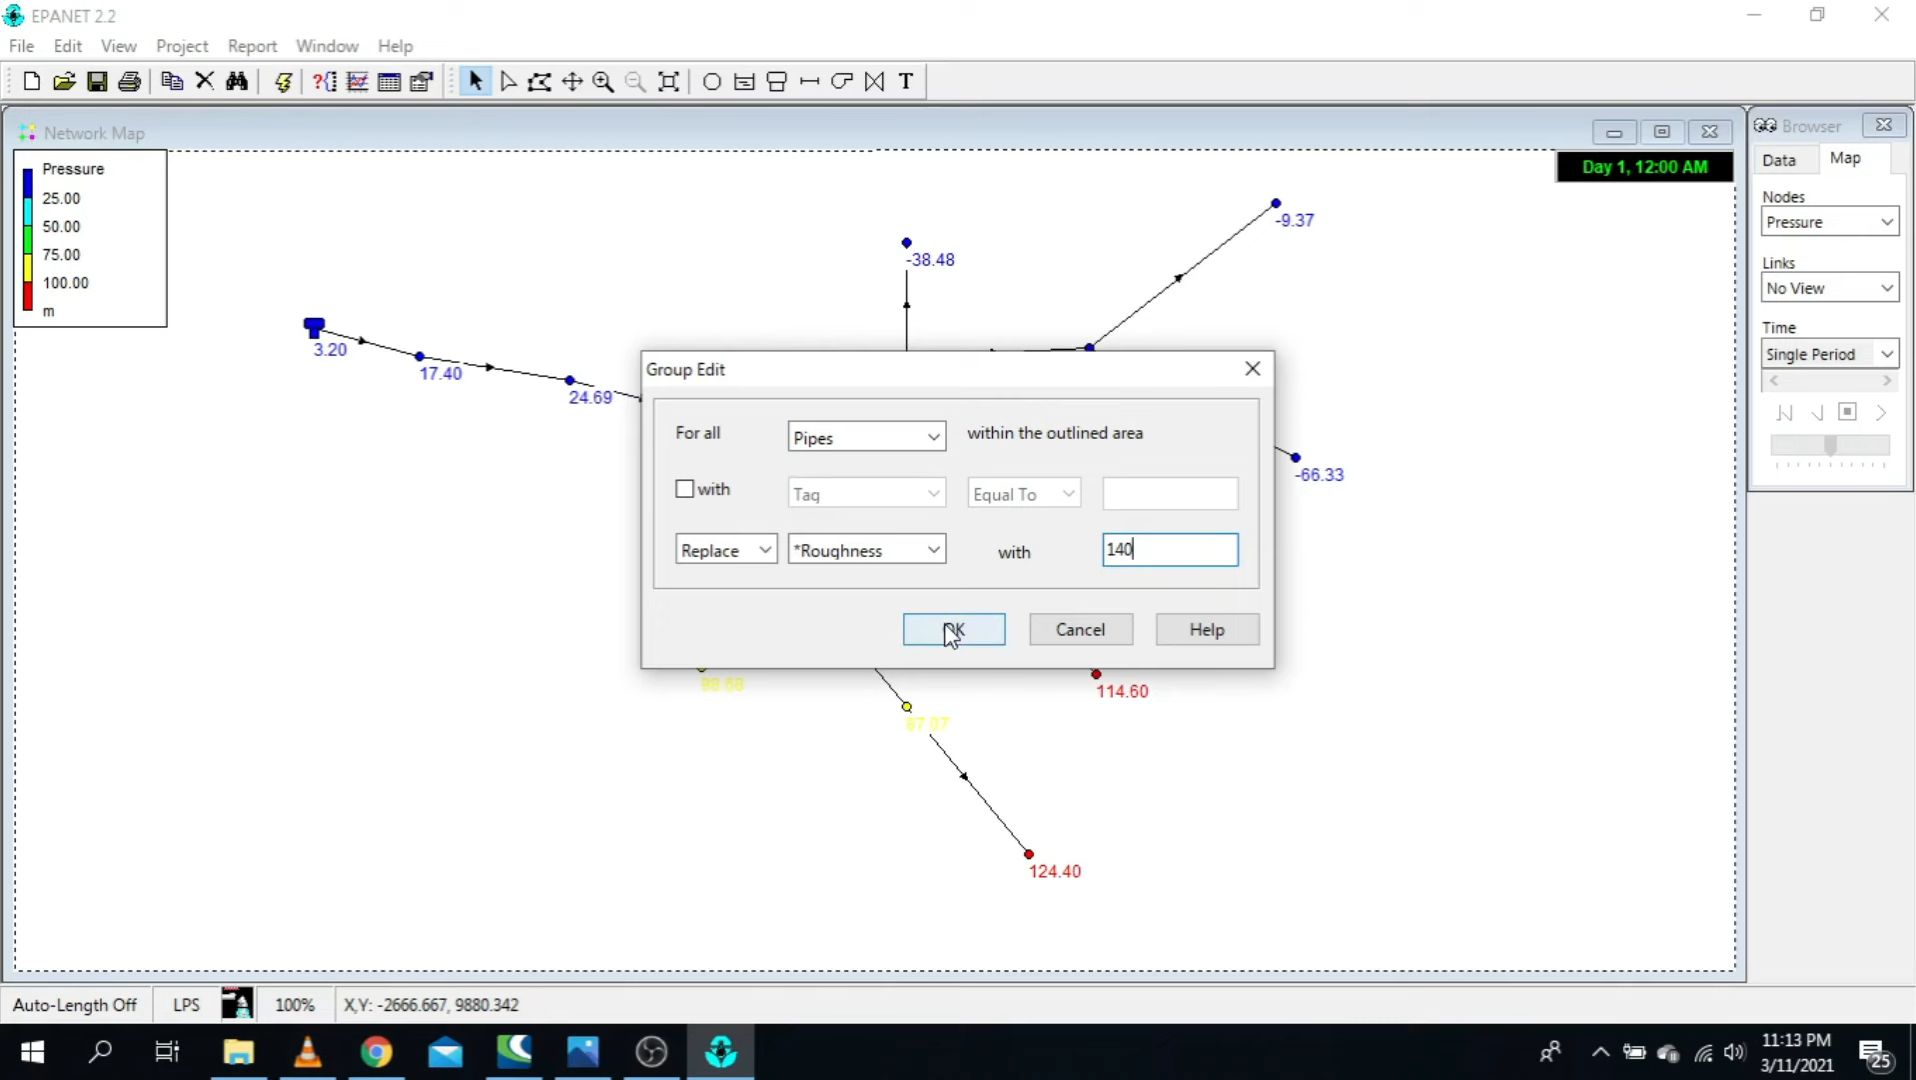 EPANET 2.2
File Edit View Project Report Window Help
T
Network Map
Browser
Pressure
25.00
50.00
75.00
100.00
m
Day 1, 12:00 AM
Data Map
Nodes
Pressure
Links
No View
Time
Single Period
-9.37
-38.48
3.20
17.40
24.69
-66.33
Group Edit
For all Pipes within the outlined area
with Tag Equal To
Replace *Roughness with 140
OK Cancel Help
114.60
124.40
Auto-Length Off LPS 100% X,Y: -2666.667, 9880.342
11:13 PM
3/11/2021
25